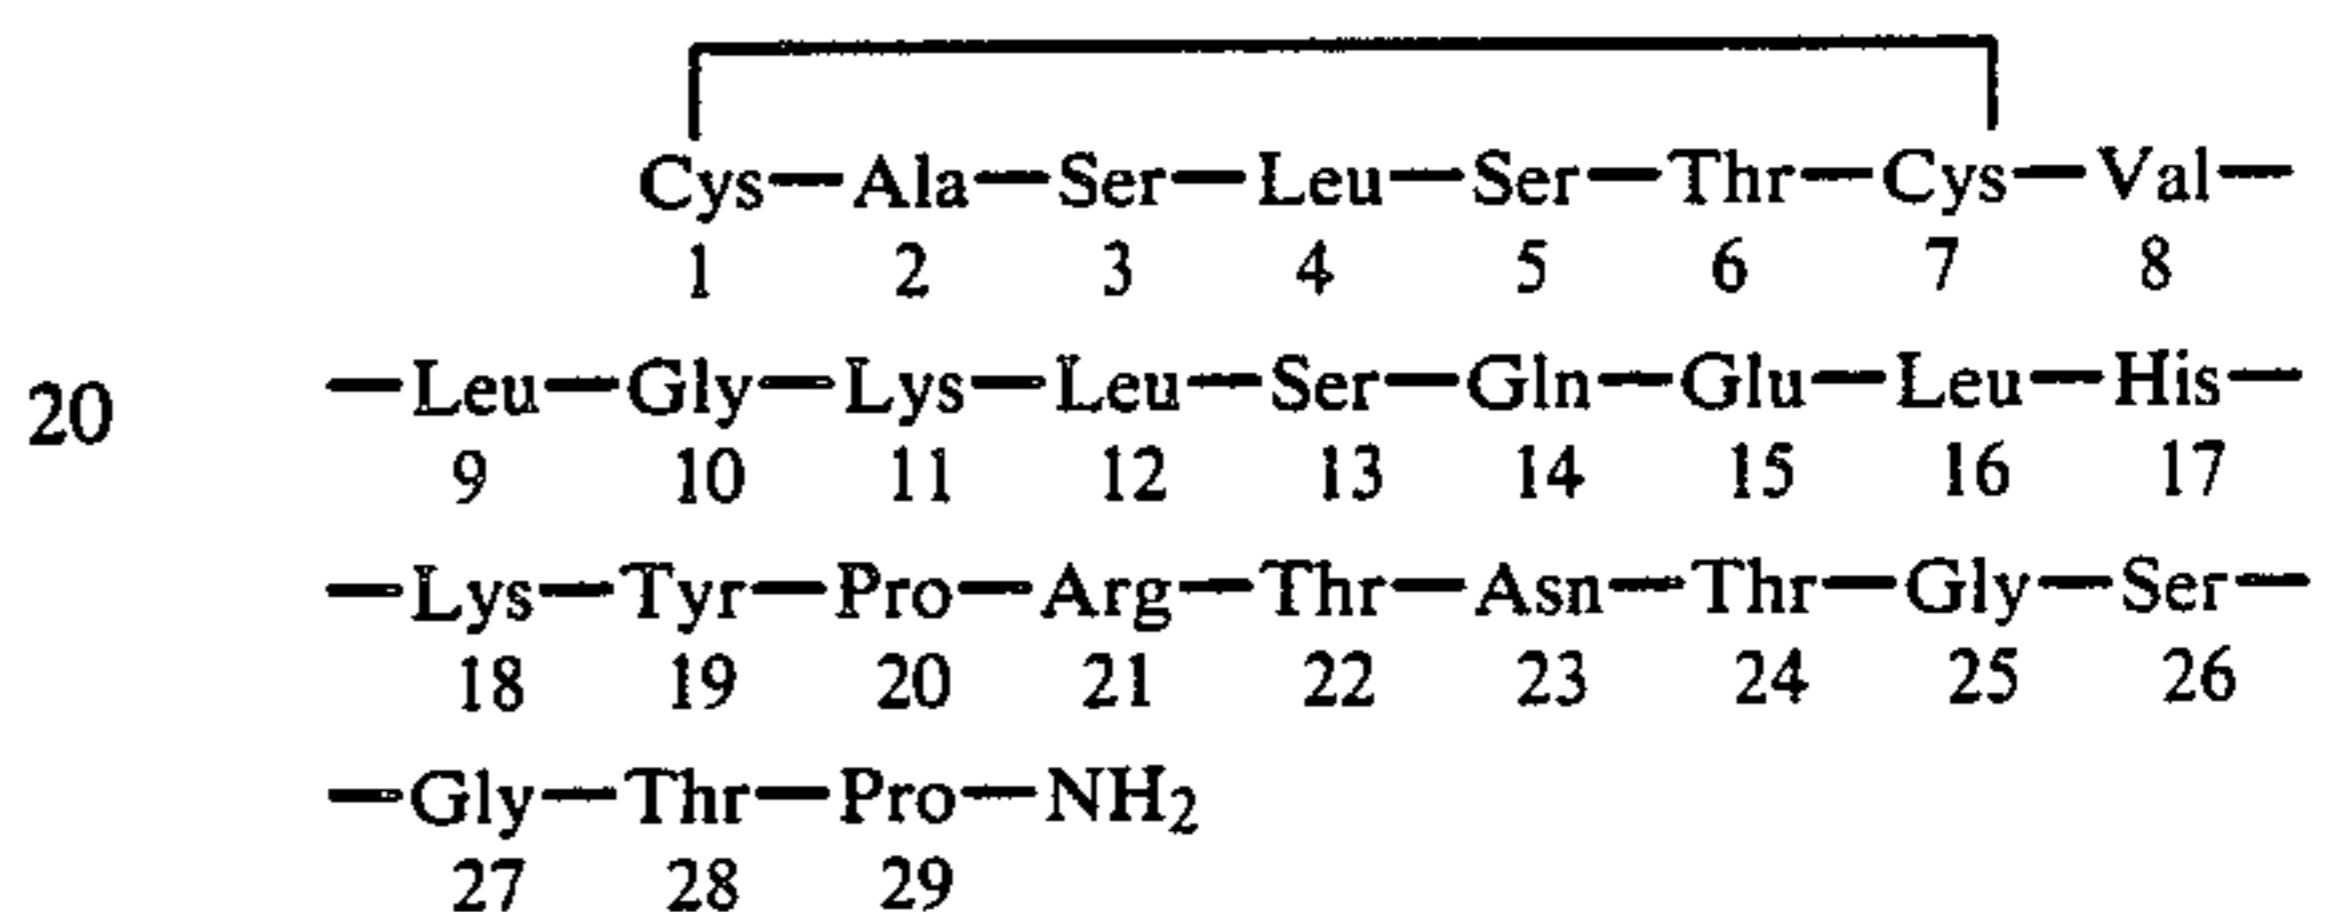 Cys—Ala—Ser—Leu—Ser—Thr—Cys—Val—
1 2 3 4 5 6 7 8
20 —Leu—Gly—Lys—Leu—Ser—Gln—Glu—Leu—His—
9 10 11 12 13 14 15 16 17
—Lys—Tyr—Pro—Arg—Thr—Asn—Thr—Gly—Ser—
18 19 20 21 22 23 24 25 26
—Gly—Thr—Pro—NH₂
27 28 29